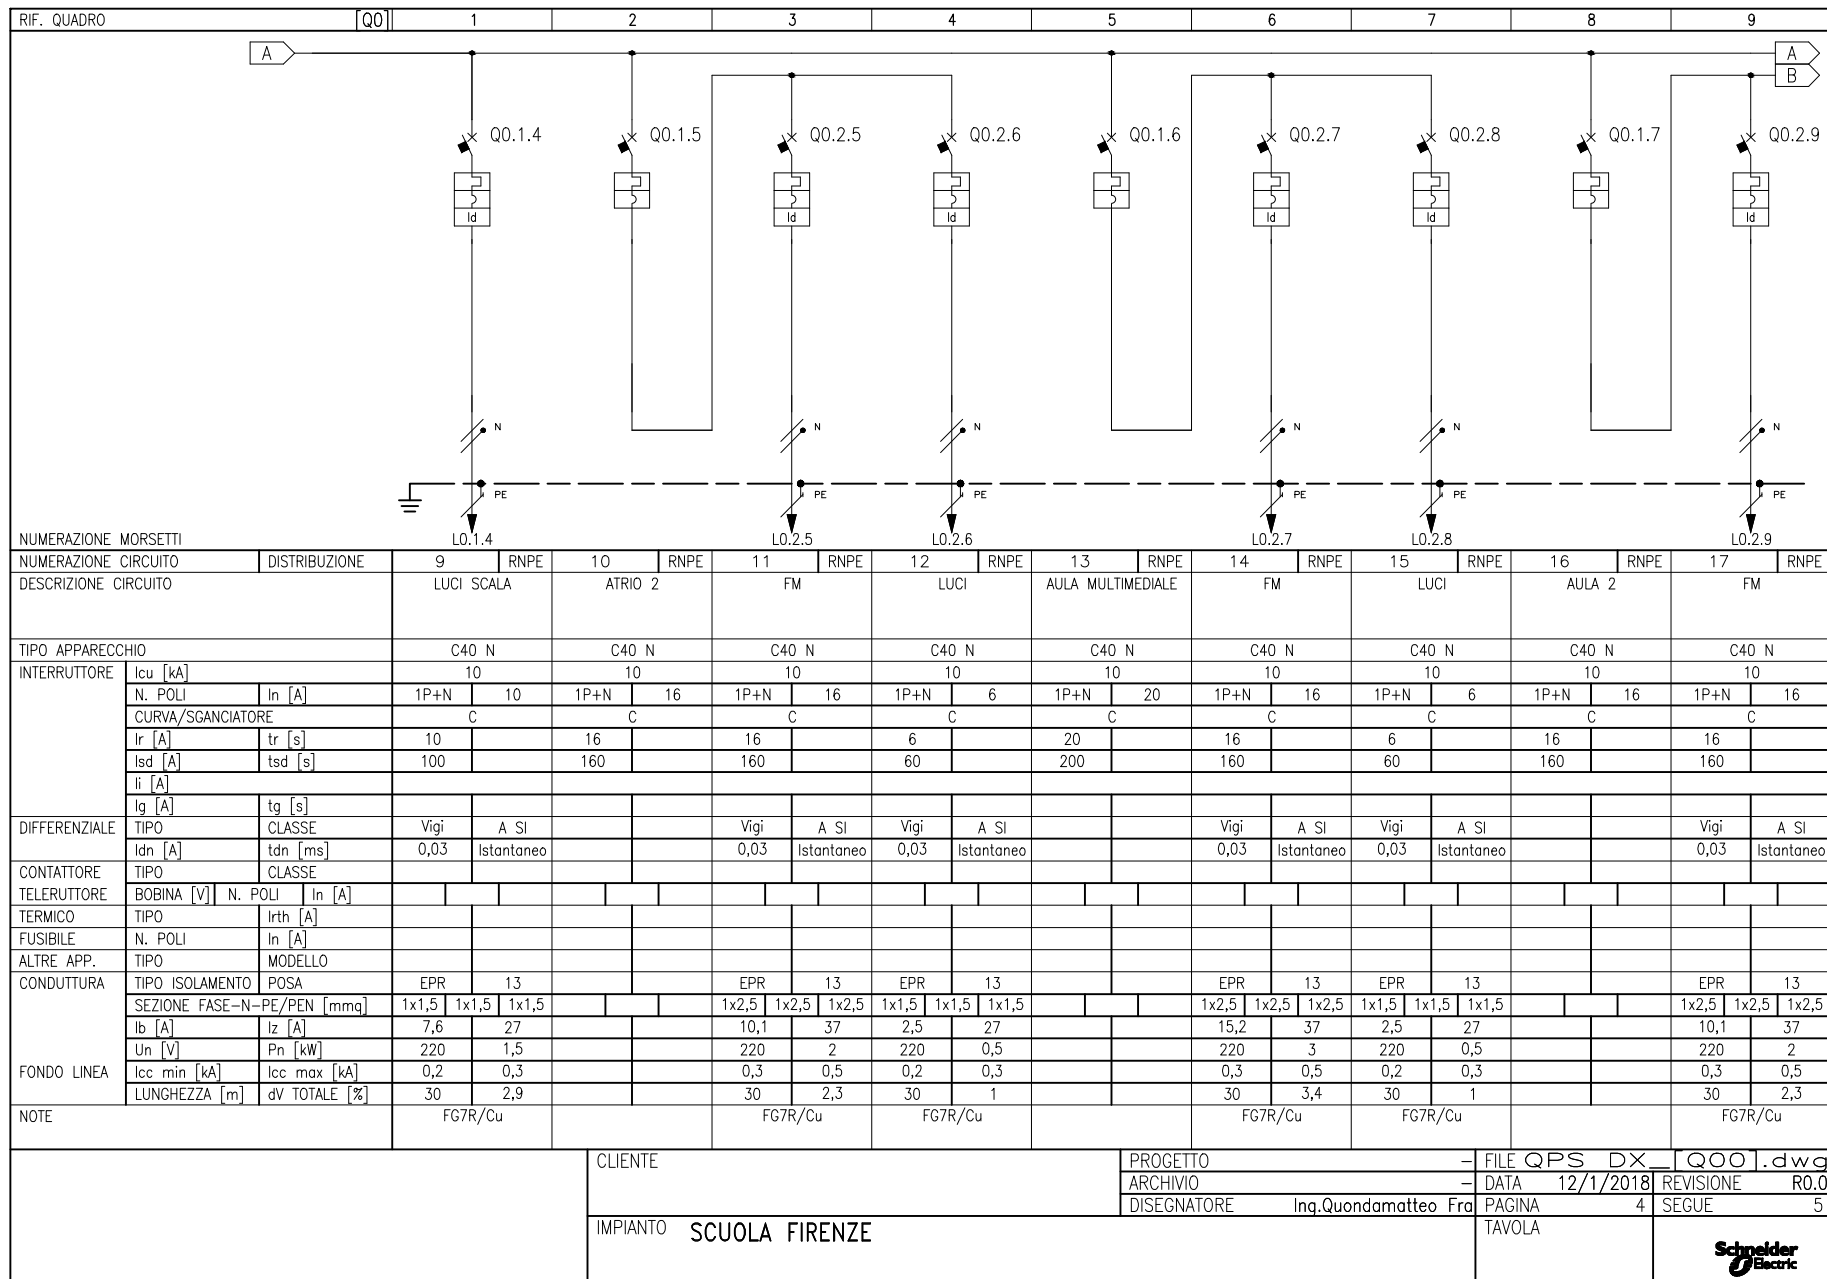 RIF. QUADRO [Q0] 1 2 3 4 5 6 7 8 9
A A
B
Q0.1.4 Q0.1.5 Q0.2.5 Q0.2.6 Q0.1.6 Q0.2.7 Q0.2.8 Q0.1.7 Q0.2.9
Id Id Id Id Id Id
N N N N N N
PE PE PE PE PE PE
NUMERAZIONE MORSETTI L0.1.4 L0.2.5 L0.2.6 L0.2.7 L0.2.8 L0.2.9
NUMERAZIONE CIRCUITO DISTRIBUZIONE 9 RNPE 10 RNPE 11 RNPE 12 RNPE 13 RNPE 14 RNPE 15 RNPE 16 RNPE 17 RNPE
DESCRIZIONE CIRCUITO LUCI SCALA ATRIO 2 FM LUCI AULA MULTIMEDIALE FM LUCI AULA 2 FM
TIPO APPARECCHIO C40 N C40 N C40 N C40 N C40 N C40 N C40 N C40 N C40 N
INTERRUTTORE Icu [kA] 10 10 10 10 10 10 10 10 10
N. POLI In [A] 1P+N 10 1P+N 16 1P+N 16 1P+N 6 1P+N 20 1P+N 16 1P+N 6 1P+N 16 1P+N 16
CURVA/SGANCIATORE C C C C C C C C C
Ir [A] tr [s] 10 16 16 6 20 16 6 16 16
Isd [A] tsd [s] 100 160 160 60 200 160 60 160 160
Ii [A]
Ig [A] tg [s]
DIFFERENZIALE TIPO CLASSE Vigi A SI Vigi A SI Vigi A SI Vigi A SI Vigi A SI Vigi A SI
Idn [A] tdn [ms] 0,03 Istantaneo 0,03 Istantaneo 0,03 Istantaneo 0,03 Istantaneo 0,03 Istantaneo 0,03 Istantaneo
CONTATTORE TIPO CLASSE
TELERUTTORE BOBINA [V] N. POLI In [A]
TERMICO TIPO Irth [A]
FUSIBILE N. POLI In [A]
ALTRE APP. TIPO MODELLO
CONDUTTURA TIPO ISOLAMENTO POSA EPR 13 EPR 13 EPR 13 EPR 13 EPR 13 EPR 13
SEZIONE FASE-N-PE/PEN [mmq] 1x1,5 1x1,5 1x1,5 1x2,5 1x2,5 1x2,5 1x1,5 1x1,5 1x1,5 1x2,5 1x2,5 1x2,5 1x1,5 1x1,5 1x1,5 1x2,5 1x2,5 1x2,5
Ib [A] Iz [A] 7,6 27 10,1 37 2,5 27 15,2 37 2,5 27 10,1 37
Un [V] Pn [kW] 220 1,5 220 2 220 0,5 220 3 220 0,5 220 2
FONDO LINEA Icc min [kA] Icc max [kA] 0,2 0,3 0,3 0,5 0,2 0,3 0,3 0,5 0,2 0,3 0,3 0,5
LUNGHEZZA [m] dV TOTALE [%] 30 2,9 30 2,3 30 1 30 3,4 30 1 30 2,3
NOTE FG7R/Cu FG7R/Cu FG7R/Cu FG7R/Cu FG7R/Cu FG7R/Cu
CLIENTE PROGETTO - FILE QPS DX_[Q00].dwg
ARCHIVIO - DATA 12/1/2018 REVISIONE R0.0
DISEGNATORE Ing.Quondamatteo Fra PAGINA 4 SEGUE 5
IMPIANTO SCUOLA FIRENZE TAVOLA
Schneider
Electric